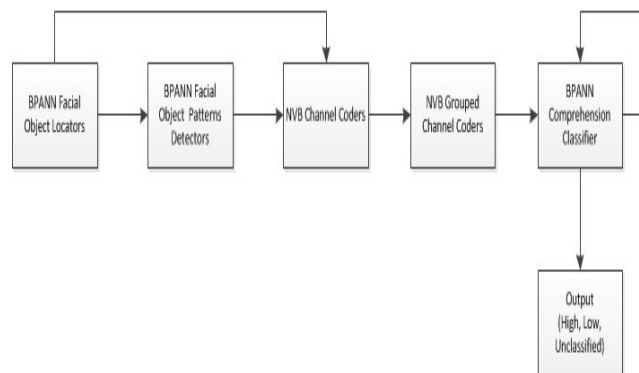 BPANN Facial
Object Locators
BPANN Facial
Object Patterns
Detectors
NVB Channel Coders
NVB Grouped
Channel Coders
BPANN
Comprehension
Classifier
Output
(High, Low,
Unclassified)